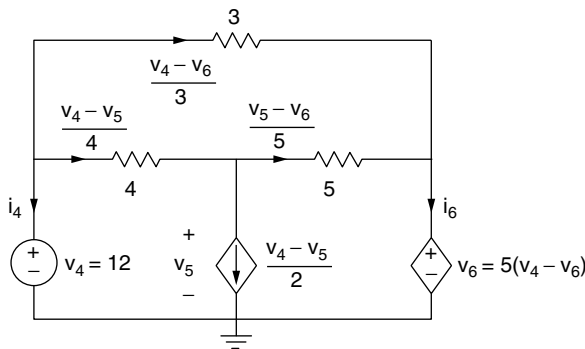 3
v4 – v6
3
v4 – v5
4
v5 – v6
5
4
5
i4
i6
+
–
v4 = 12
+
v5
–
v4 – v5
2
+
–
v6 = 5(v4 – v6)